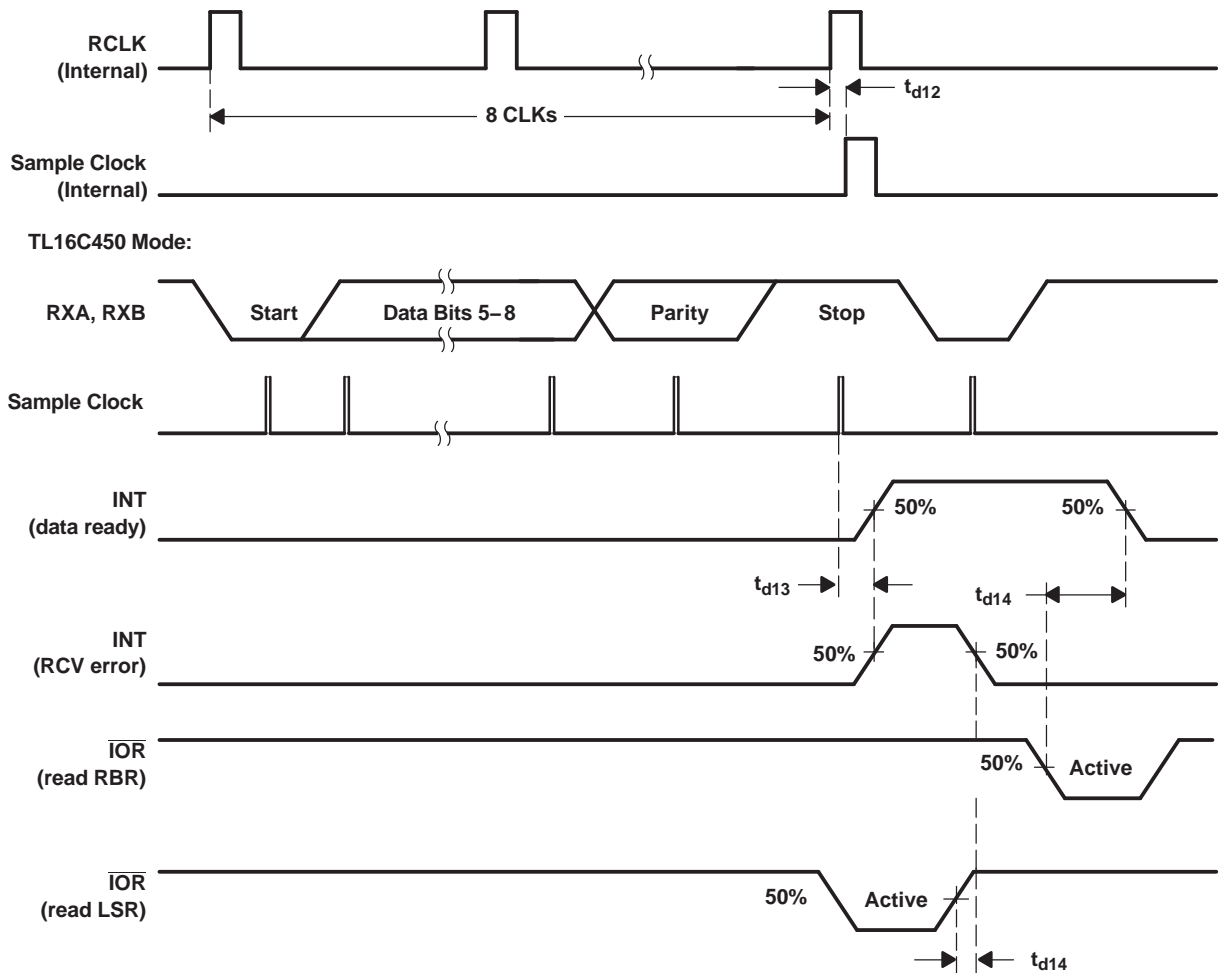 RCLK
(Internal)
t_d12
8 CLKs
Sample Clock
(Internal)
TL16C450 Mode:
RXA, RXB
Start
Data Bits 5–8
Parity
Stop
Sample Clock
INT
(data ready)
50%
50%
t_d13
t_d14
INT
(RCV error)
50%
50%
IOR
(read RBR)
50%
Active
IOR
(read LSR)
50%
Active
t_d14